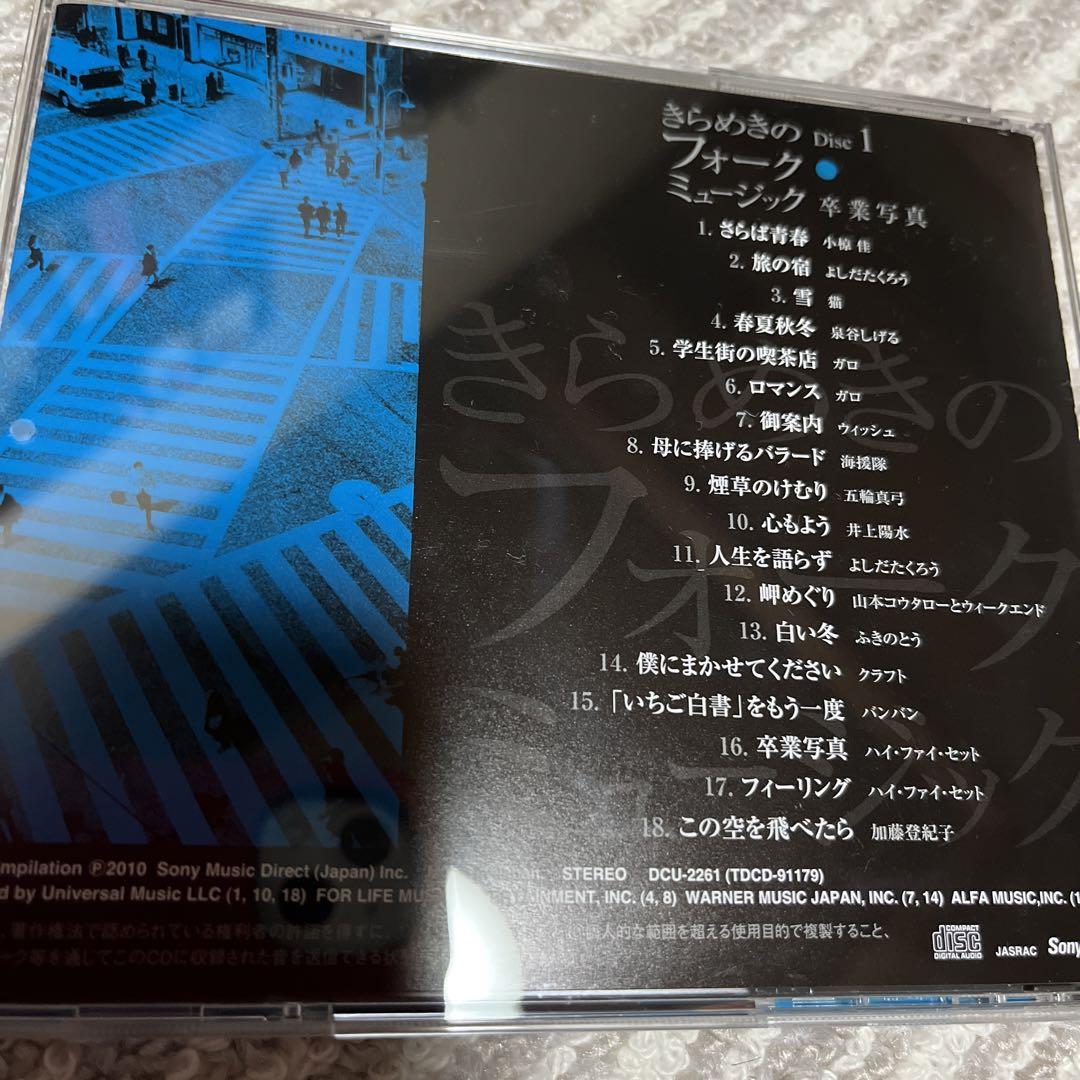 きらめきの Disc 1
フォーク
ミュージック 卒業写真
1. さらば青春 小椋 佳
2. 旅の宿 よしだたくろう
3. 雪 猫
4. 春夏秋冬 泉谷しげる
5. 学生街の喫茶店 ガロ
6. ロマンス ガロ
7. 御案内 ウィッシュ
8. 母に捧げるバラード 海援隊
9. 煙草のけむり 五輪真弓
10. 心もよう 井上陽水
11. 人生を語らず よしだたくろう
12. 岬めぐり 山本コウタローとウィークエンド
13. 白い冬 ふきのとう
14. 僕にまかせてください クラフト
15. 「いちご白書」をもう一度 バンバン
16. 卒業写真 ハイ・ファイ・セット
17. フィーリング ハイ・ファイ・セット
18. この空を飛べたら 加藤登紀子
きらめきの
フォーク
ミュージック
mpilation ℗2010 Sony Music Direct (Japan) Inc. STEREO DCU-2261 (TDCD-91179)
d by Universal Music LLC (1, 10, 18) FOR LIFE MUS AINMENT, INC. (4, 8) WARNER MUSIC JAPAN, INC. (7, 14) ALFA MUSIC,INC. (1
著作権法で認められている権利者の許諾を得ずに、 人的な範囲を超える使用目的で複製すること、
ーク等を通してこのCDに収録された音を送信できる状
COMPACT disc DIGITAL AUDIO JASRAC Sony